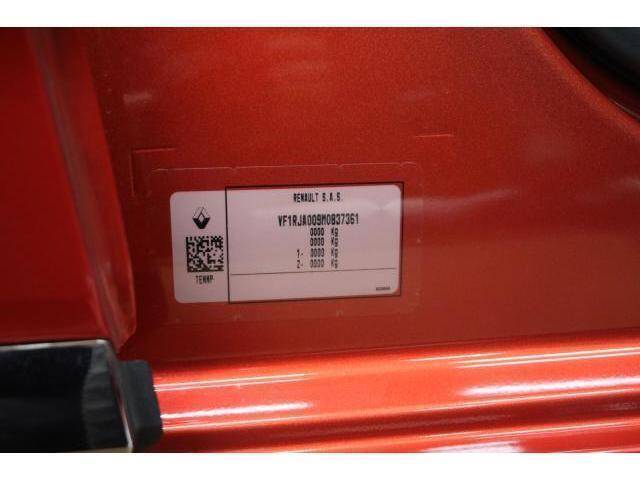 RENAULT S.A.S.
VF1RJA009M0837361
0000 Kg
0000 Kg
1- 0000 Kg
2- 0000 Kg
TENNP